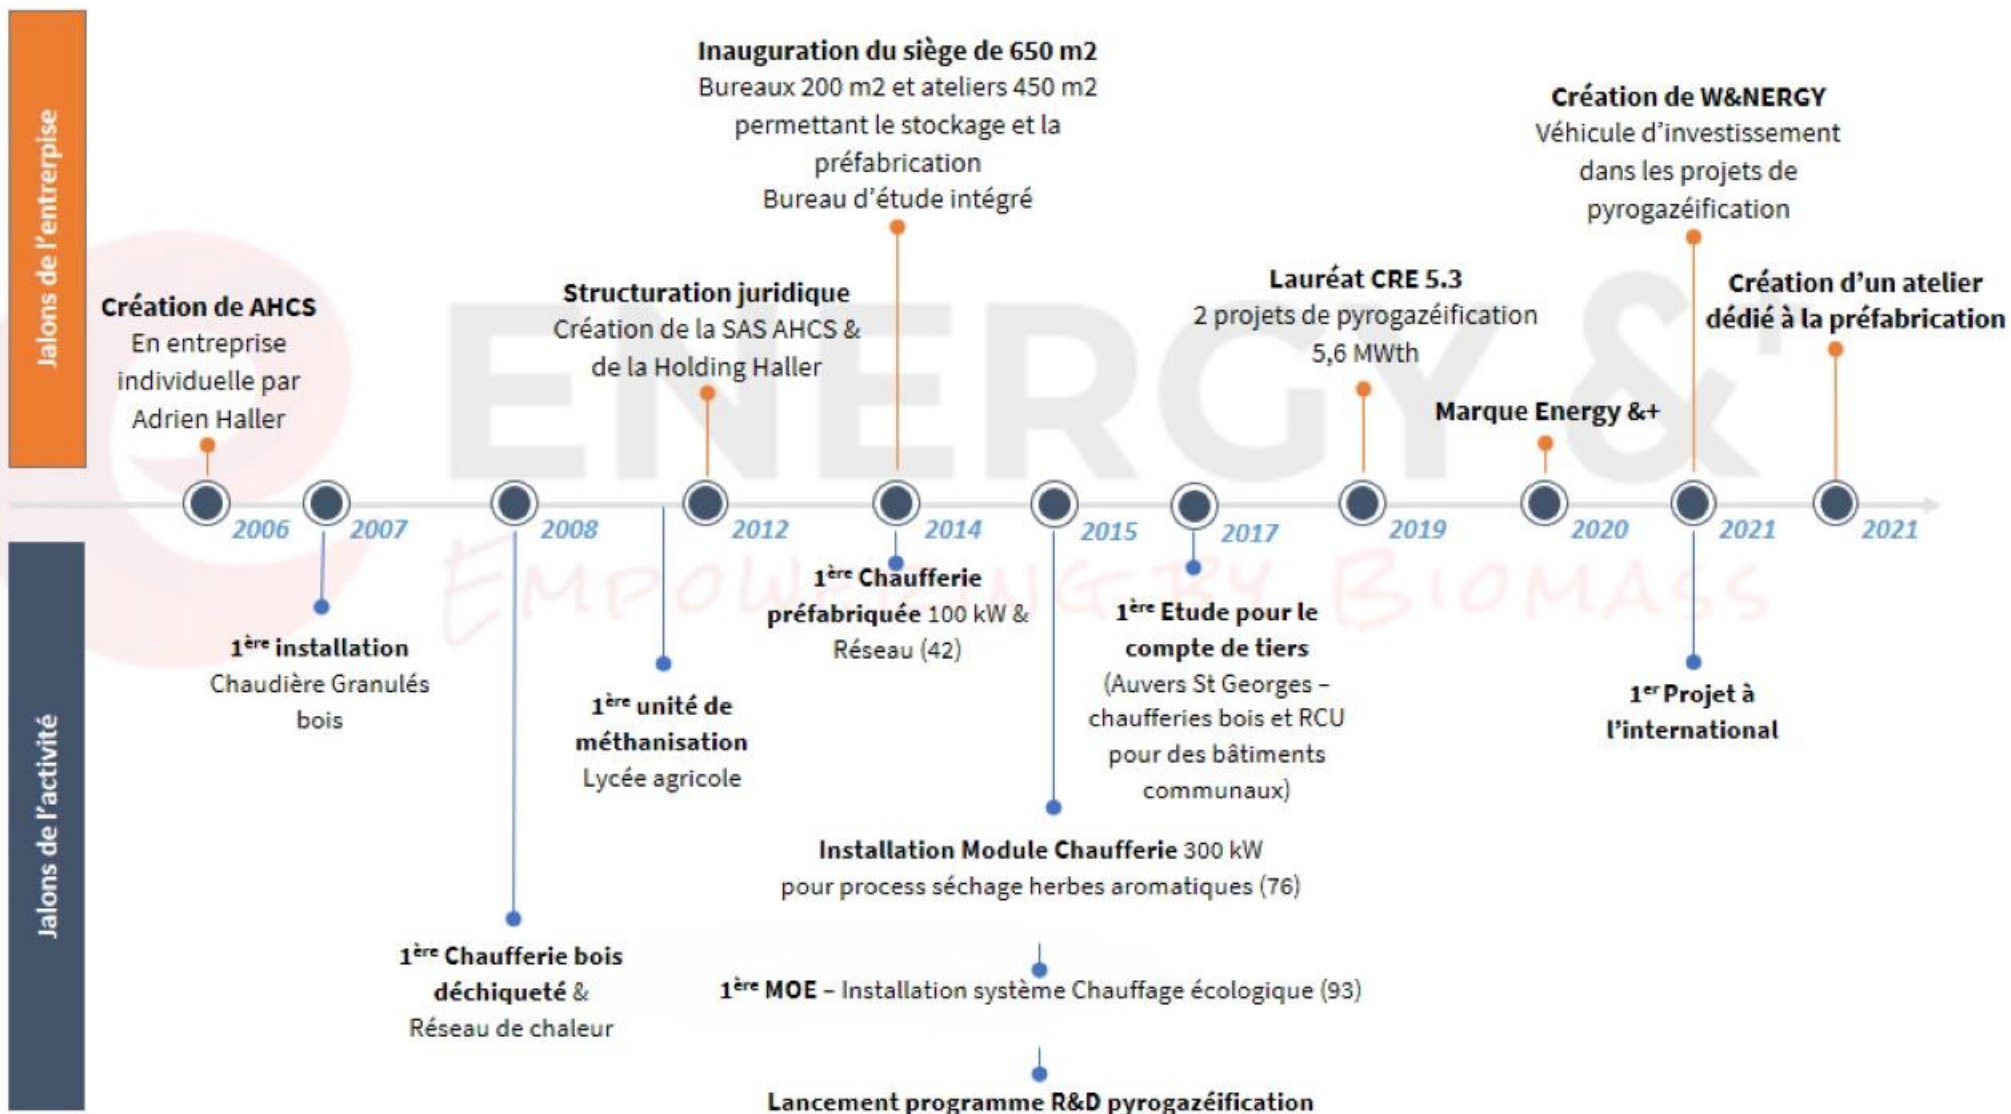 Jalons de l'entrerpise
Création de AHCS
En entreprise
individuelle par
Adrien Haller
Structuration juridique
Création de la SAS AHCS &
de la Holding Haller
Inauguration du siège de 650 m2
Bureaux 200 m2 et ateliers 450 m2
permettant le stockage et la
préfabrication
Bureau d'étude intégré
Lauréat CRE 5.3
2 projets de pyrogazéification
5,6 MWth
Marque Energy &+
Création de W&NERGY
Véhicule d'investissement
dans les projets de
pyrogazéification
Création d'un atelier
dédié à la préfabrication
ENERGY &+
EMPOWERING BY BIOMASS
2006
2007
2008
2012
2014
2015
2017
2019
2020
2021
2021
Jalons de l'activité
1ère installation
Chaudière Granulés
bois
1ère Chaufferie bois
déchiqueté &
Réseau de chaleur
1ère unité de
méthanisation
Lycée agricole
1ère Chaufferie
préfabriquée 100 kW &
Réseau (42)
Installation Module Chaufferie 300 kW
pour process séchage herbes aromatiques (76)
1ère MOE – Installation système Chauffage écologique (93)
Lancement programme R&D pyrogazéification
1ère Etude pour le
compte de tiers
(Auvers St Georges –
chaufferies bois et RCU
pour des bâtiments
communaux)
1er Projet à
l'international